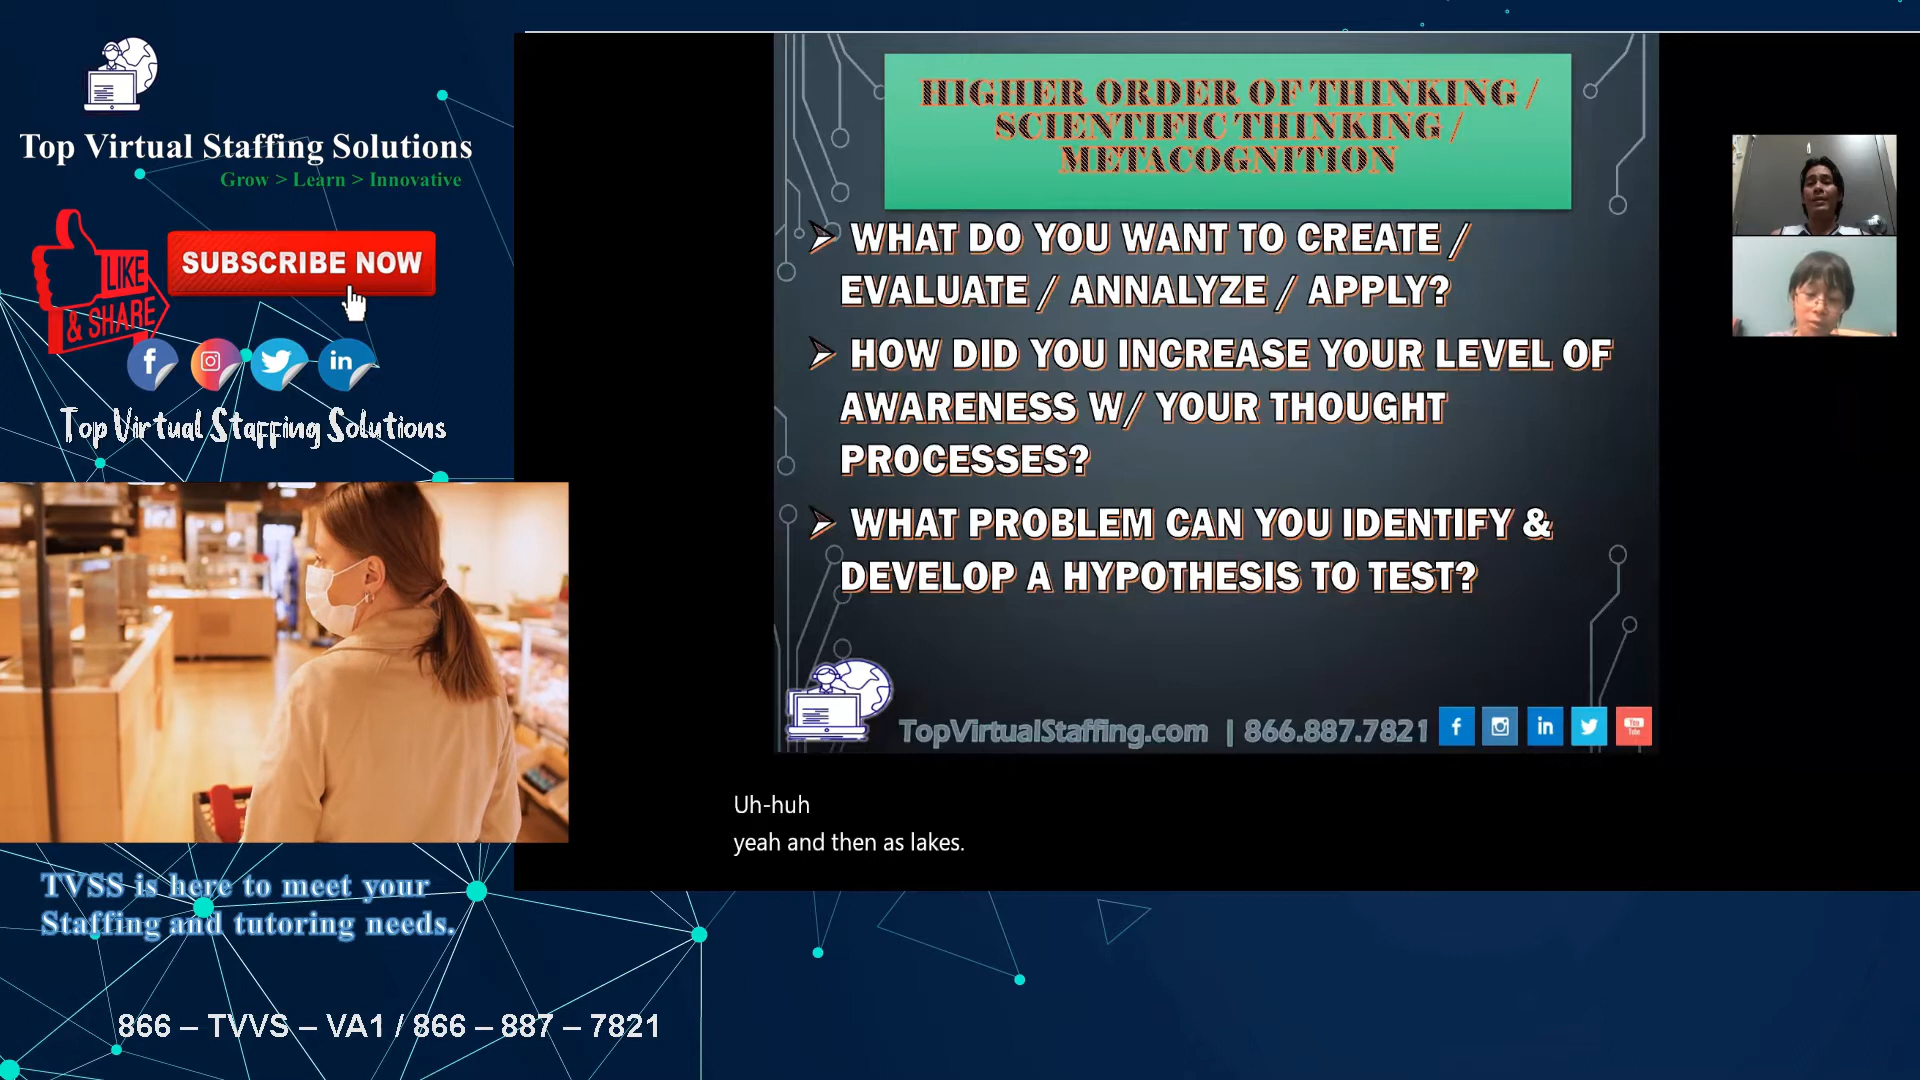 Top Virtual Staffing Solutions
Grow > Learn > Innovative
LIKE
& SHARE
SUBSCRIBE NOW
Top Virtual Staffing Solutions
TVSS is here to meet your
Staffing and tutoring needs.
866 – TVVS – VA1 / 866 – 887 – 7821
HIGHER ORDER OF THINKING /
SCIENTIFIC THINKING /
METACOGNITION
WHAT DO YOU WANT TO CREATE /
EVALUATE / ANNALYZE / APPLY?
HOW DID YOU INCREASE YOUR LEVEL OF
AWARENESS W/ YOUR THOUGHT
PROCESSES?
WHAT PROBLEM CAN YOU IDENTIFY &
DEVELOP A HYPOTHESIS TO TEST?
TopVirtualStaffing.com | 866.887.7821
You
Tube
Uh-huh
yeah and then as lakes.